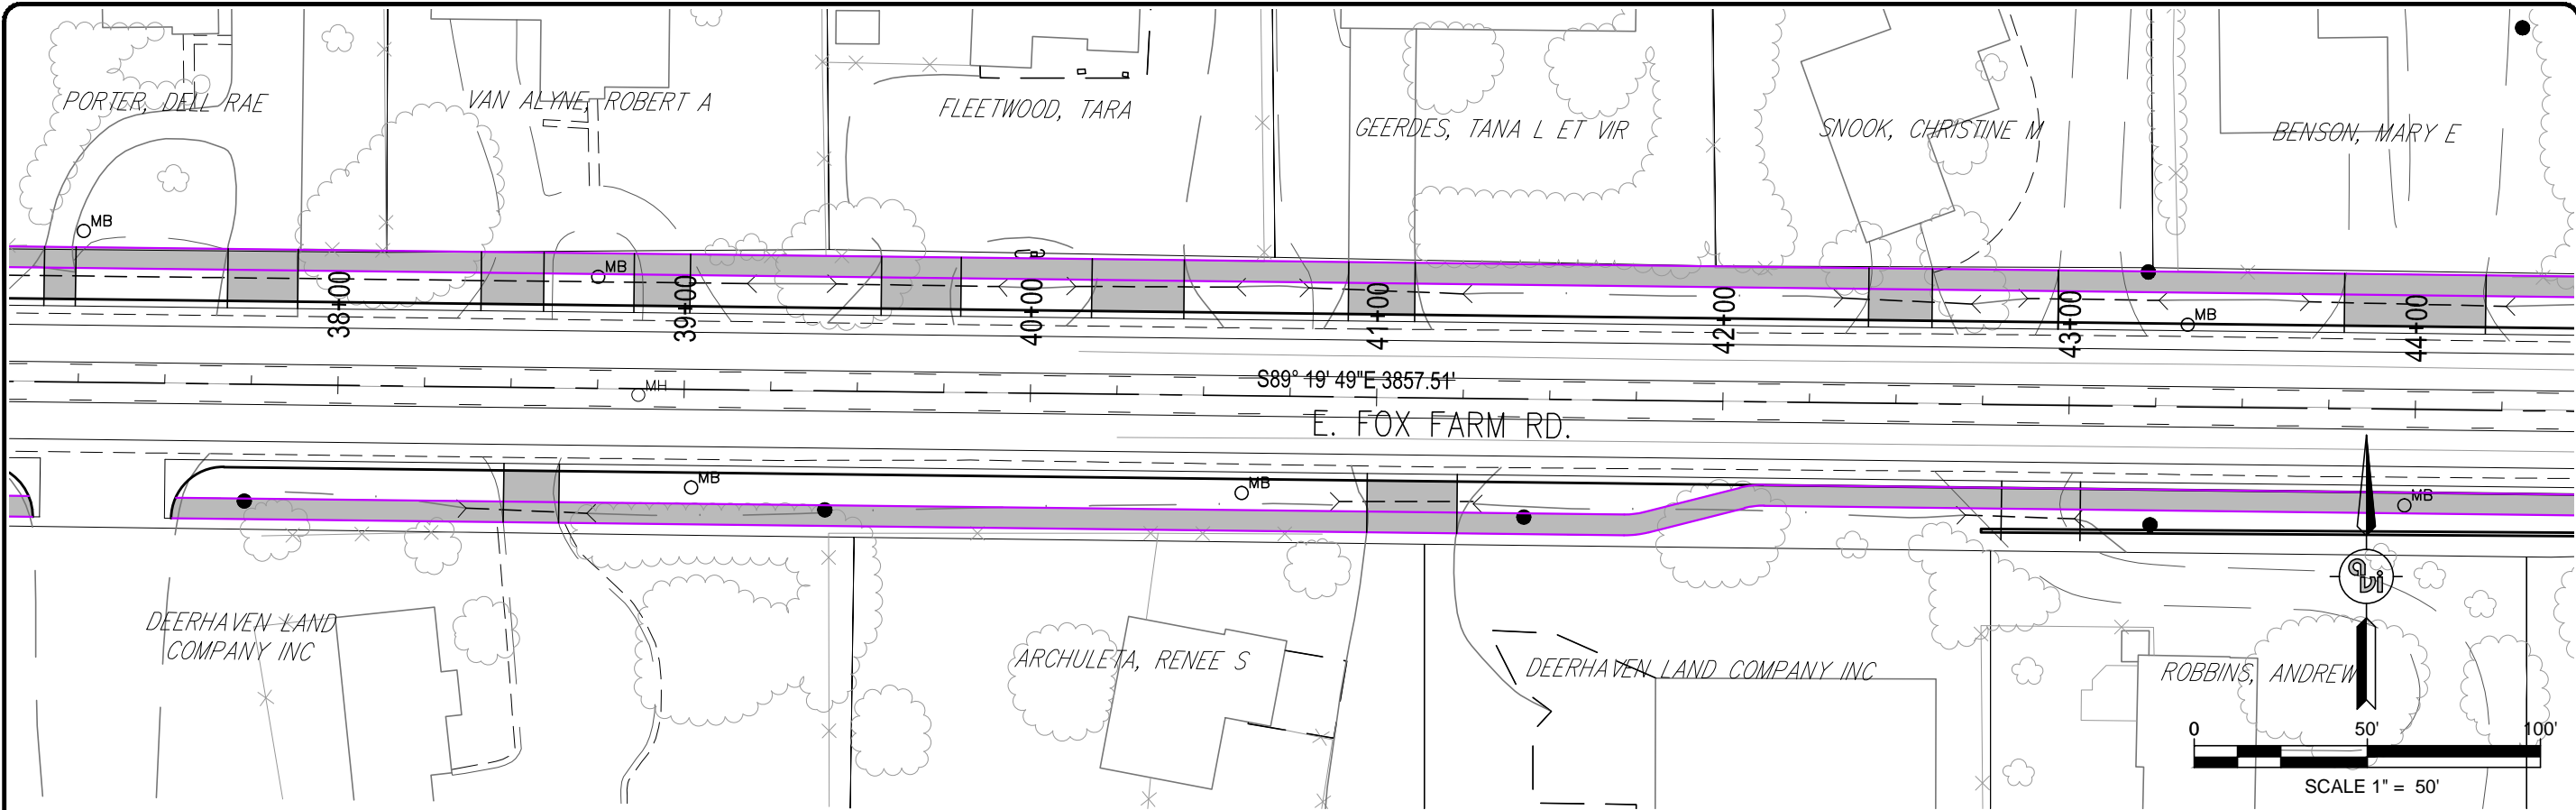 PORTER, DELL RAE
VAN ALYNE, ROBERT A
FLEETWOOD, TARA
GEERDES, TANA L ET VIR
SNOOK, CHRISTINE M
BENSON, MARY E
MB
MB
MB
38+00
39+00
40+00
41+00
42+00
43+00
44+00
MH
S89° 19' 49"E 3857.51'
E. FOX FARM RD.
MB
MB
MB
DEERHAVEN LAND
COMPANY INC
ARCHULETA, RENEE S
DEERHAVEN LAND COMPANY INC
ROBBINS, ANDREW
0 50' 100'
SCALE 1" = 50'